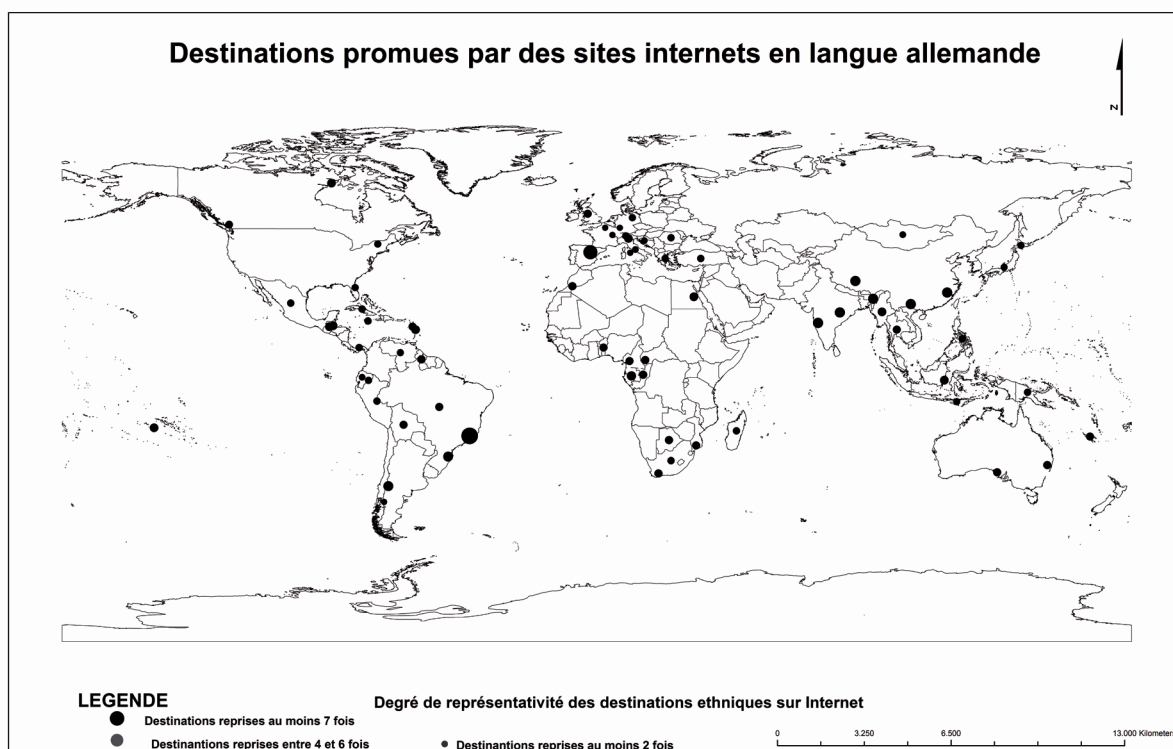 Destinations promues par des sites internets en langue allemande
N
LEGENDE
Degré de représentativité des destinations ethniques sur Internet
Destinations reprises au moins 7 fois
Destinantions reprises entre 4 et 6 fois
Destinantions reprises au moins 2 fois
0 3.250 6.500 13.000 Kilometer